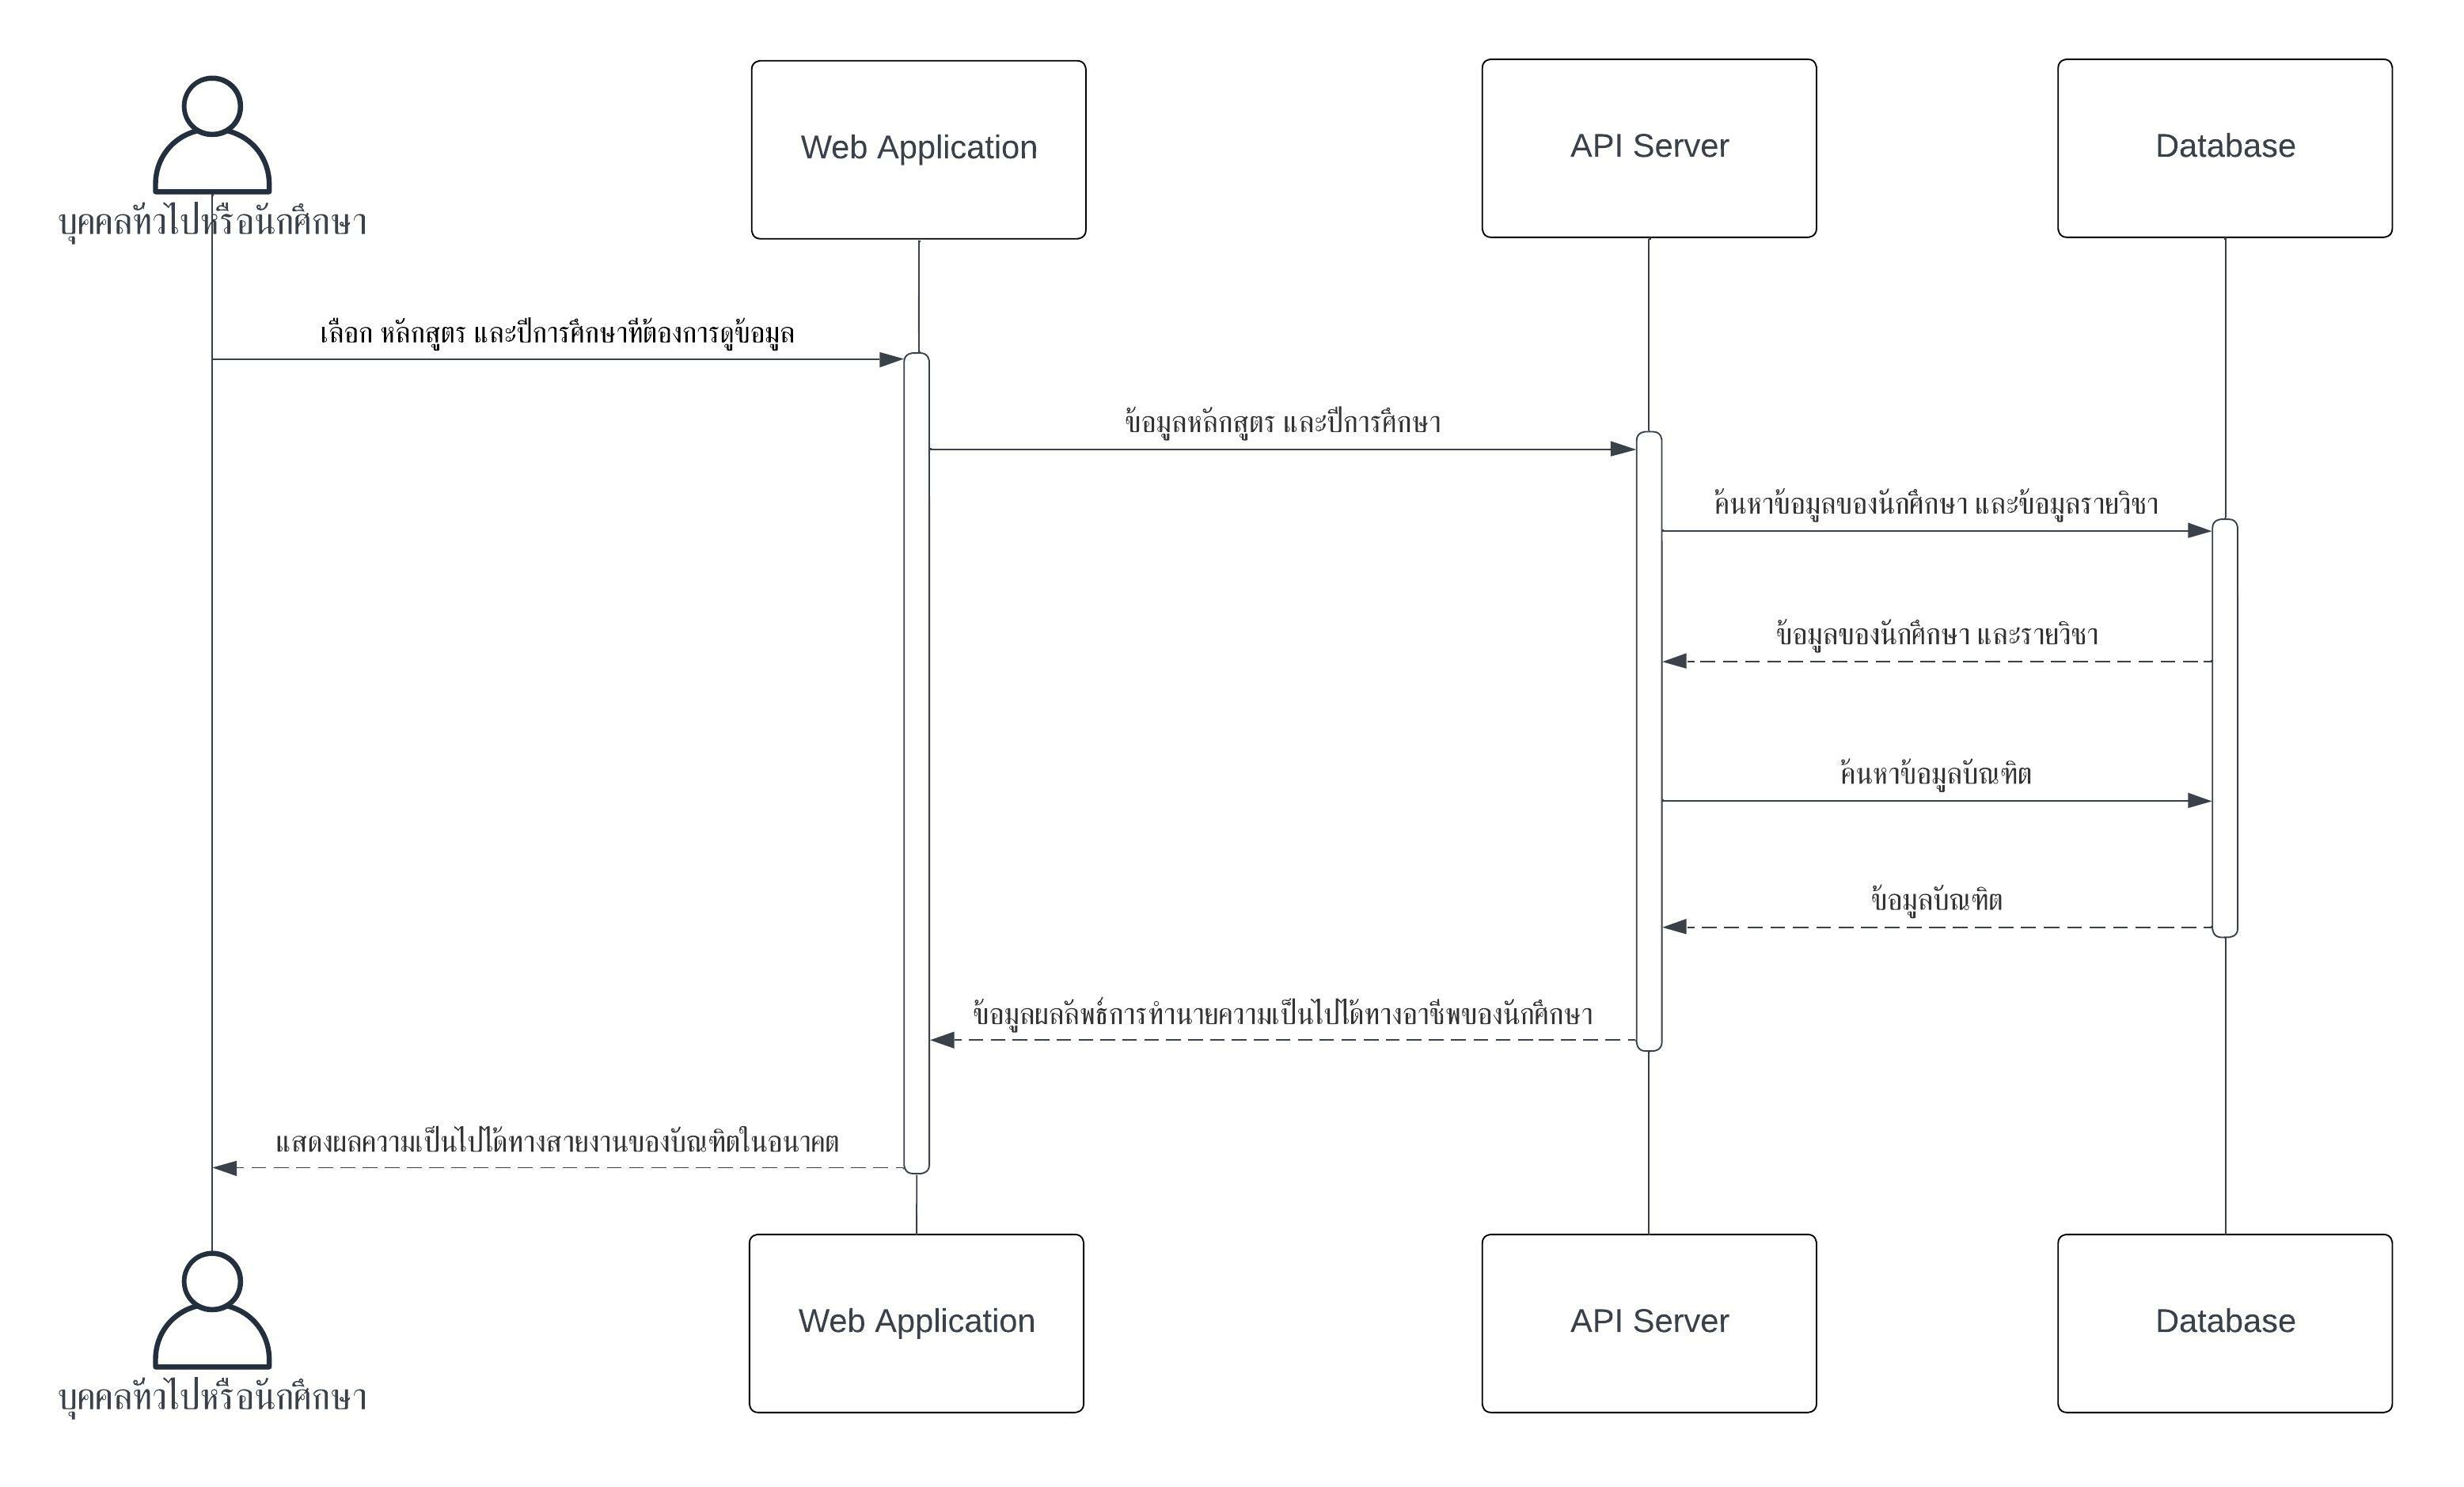 Web Application
API Server
Database
บุคคลทั่วไปหรือนักศึกษา
เลือก หลักสูตร และปีการศึกษาที่ต้องการดูข้อมูล
ข้อมูลหลักสูตร และปีการศึกษา
ค้นหาข้อมูลของนักศึกษา และข้อมูลรายวิชา
ข้อมูลของนักศึกษา และรายวิชา
ค้นหาข้อมูลบัณฑิต
ข้อมูลบัณฑิต
ข้อมูลผลลัพธ์การทำนายความเป็นไปได้ทางอาชีพของนักศึกษา
แสดงผลความเป็นไปได้ทางสายงานของบัณฑิตในอนาคต
Web Application
API Server
Database
บุคคลทั่วไปหรือนักศึกษา